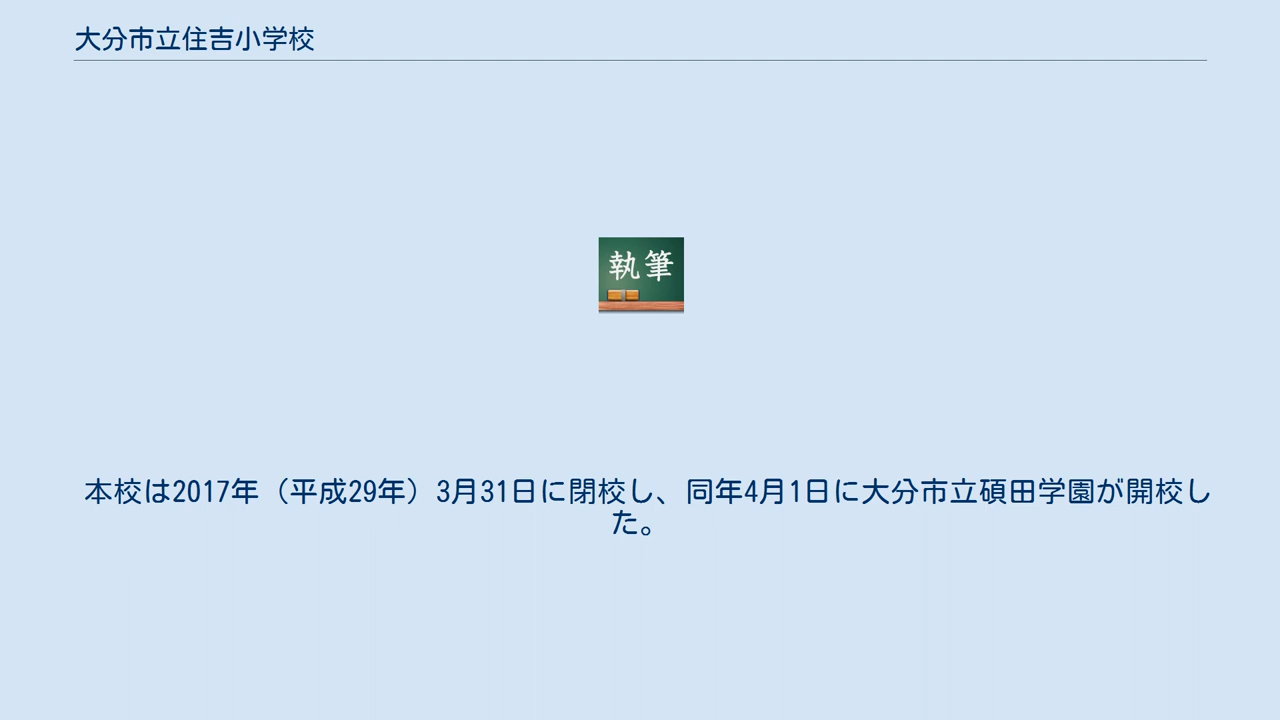 大分市立住吉小学校
執筆
本校は2017年（平成29年）3月31日に閉校し、同年4月1日に大分市立碩田学園が開校し
た。